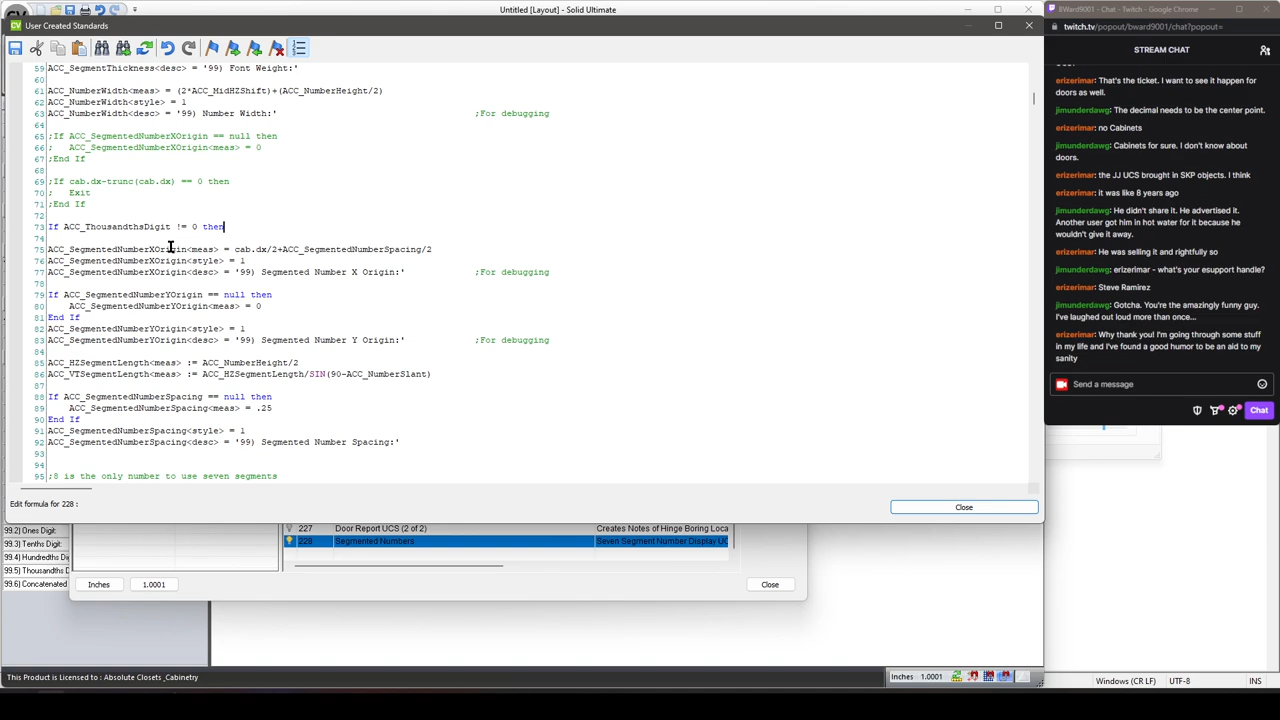 Untitled [Layout] - Solid Ultimate
CV
User Created Standards
59 ACC_SegmentThickness<desc> = '99) Font Weight:'
60
61 ACC_NumberWidth<meas> = (2*ACC_MidHZShift)+(ACC_NumberHeight/2)
62 ACC_NumberWidth<style> = 1
63 ACC_NumberWidth<desc> = '99) Number Width:' ;For debugging
64
65 ;If ACC_SegmentedNumberXOrigin == null then
66 ; ACC_SegmentedNumberXOrigin<meas> = 0
67 ;End If
68
69 ;If cab.dx-trunc(cab.dx) == 0 then
70 ; Exit
71 ;End If
72
73 If ACC_ThousandthsDigit != 0 then
74
75 ACC_SegmentedNumberXOrigin<meas> = cab.dx/2+ACC_SegmentedNumberSpacing/2
76 ACC_SegmentedNumberXOrigin<style> = 1
77 ACC_SegmentedNumberXOrigin<desc> = '99) Segmented Number X Origin:' ;For debugging
78
79 If ACC_SegmentedNumberYOrigin == null then
80 ACC_SegmentedNumberYOrigin<meas> = 0
81 End If
82 ACC_SegmentedNumberYOrigin<style> = 1
83 ACC_SegmentedNumberYOrigin<desc> = '99) Segmented Number Y Origin:' ;For debugging
84
85 ACC_HZSegmentLength<meas> := ACC_NumberHeight/2
86 ACC_VTSegmentLength<meas> := ACC_HZSegmentLength/SIN(90-ACC_NumberSlant)
87
88 If ACC_SegmentedNumberSpacing == null then
89 ACC_SegmentedNumberSpacing<meas> = .25
90 End If
91 ACC_SegmentedNumberSpacing<style> = 1
92 ACC_SegmentedNumberSpacing<desc> = '99) Segmented Number Spacing:'
93
94
95 ;8 is the only number to use seven segments
Edit formula for 228 :
Close
99.2) Ones Digit:
99.3) Tenths Digit:
99.4) Hundredths Di
99.5) Thousandths D
99.6) Concatenated
227 Door Report UCS (2 of 2) Creates Notes of Hinge Boring Loca
228 Segmented Numbers Seven Segment Number Display UC
Inches 1.0001 Close
This Product is Licensed to : Absolute Closets _Cabinetry
Inches 1.0001
BWard9001 - Chat - Twitch - Google Chrome
twitch.tv/popout/bward9001/chat?popout=
STREAM CHAT
erizerimar: That's the ticket. I want to see it happen for
doors as well.
jimunderdawg: The decimal needs to be the center point.
erizerimar: no Cabinets
jimunderdawg: Cabinets for sure. I don't know about
doors.
erizerimar: the JJ UCS brought in SKP objects. I think
erizerimar: it was like 8 years ago
jimunderdawg: He didn't share it. He advertised it.
Another guy found him in hot water for it because he
erizerimar: He was selling it and rightfully so
jimunderdawg: erizerimar - what's your esupport handle?
erizerimar: Steve Ramirez
jimunderdawg: Gotcha. You're the amazingly funny guy.
I've laughed out loud more than once...
erizerimar: Why thank you! I'm going through some stuff
in my life and I've found a good humor to be an aid to my
sanity
Send a message
Chat
Windows (CR LF) UTF-8 INS